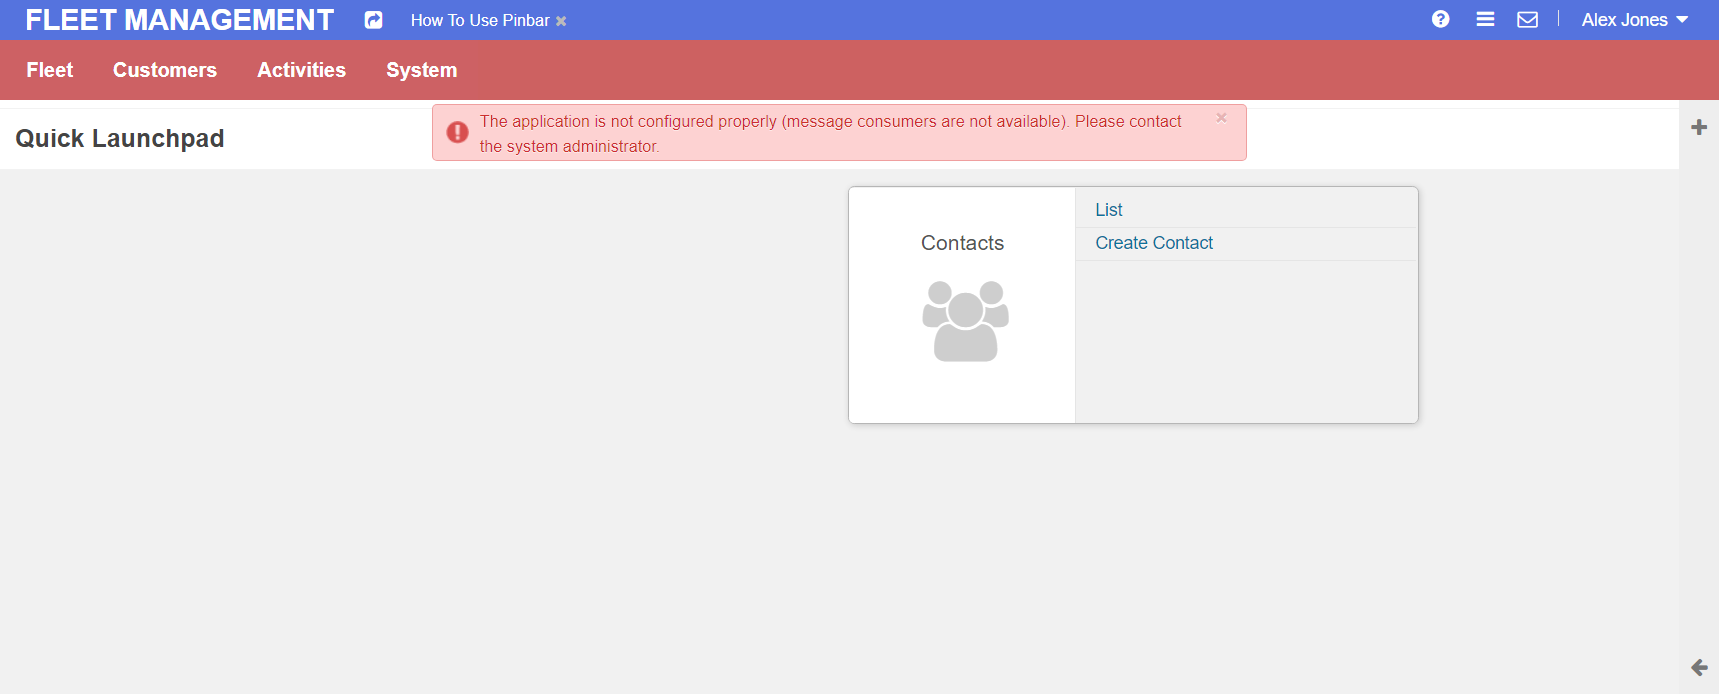 FLEET MANAGEMENT
How To Use Pinbar
Alex Jones
Fleet
Customers
Activities
System
The application is not configured properly (message consumers are not available). Please contact
the system administrator.
Quick Launchpad
Contacts
List
Create Contact